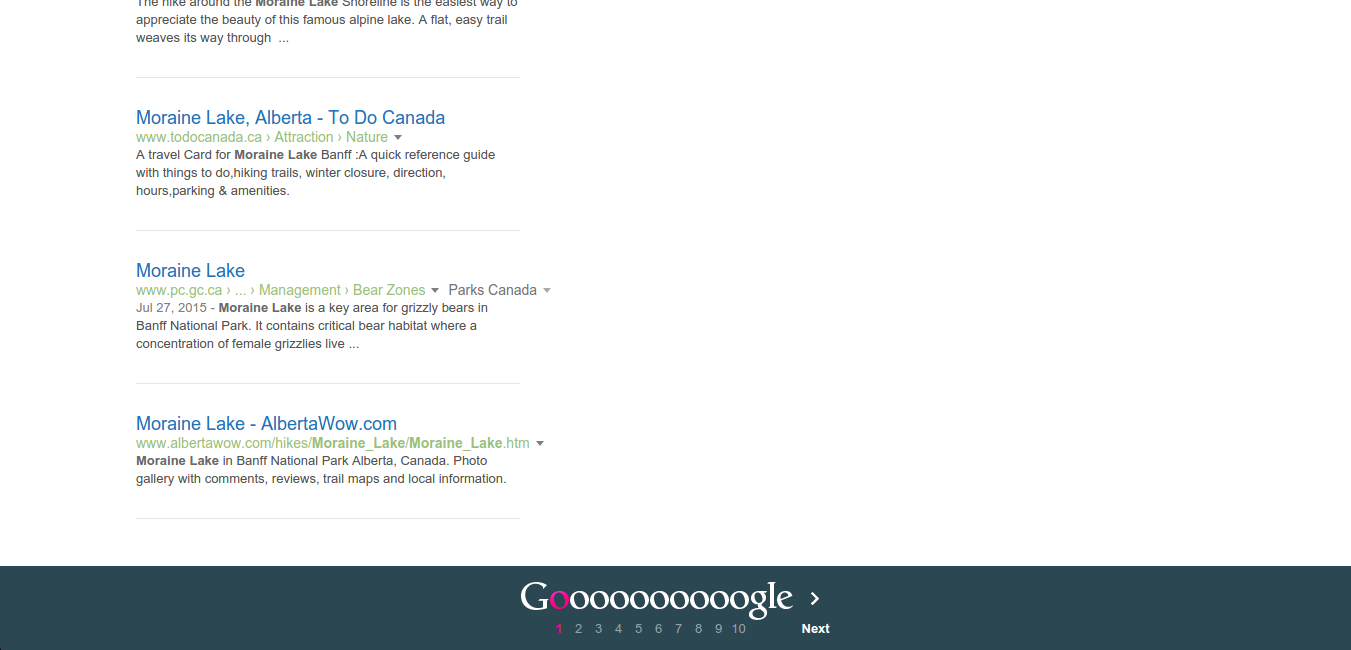 The hike around the Moraine Lake Shoreline is the easiest way to
appreciate the beauty of this famous alpine lake. A flat, easy trail
weaves its way through ...
Moraine Lake, Alberta - To Do Canada
www.todocanada.ca › Attraction › Nature
A travel Card for Moraine Lake Banff :A quick reference guide
with things to do,hiking trails, winter closure, direction,
hours,parking & amenities.
Moraine Lake
www.pc.gc.ca › ... › Management › Bear Zones Parks Canada
Jul 27, 2015 - Moraine Lake is a key area for grizzly bears in
Banff National Park. It contains critical bear habitat where a
concentration of female grizzlies live ...
Moraine Lake - AlbertaWow.com
www.albertawow.com/hikes/Moraine_Lake/Moraine_Lake.htm
Moraine Lake in Banff National Park Alberta, Canada. Photo
gallery with comments, reviews, trail maps and local information.
Goooooooooogle
1 2 3 4 5 6 7 8 9 10 Next